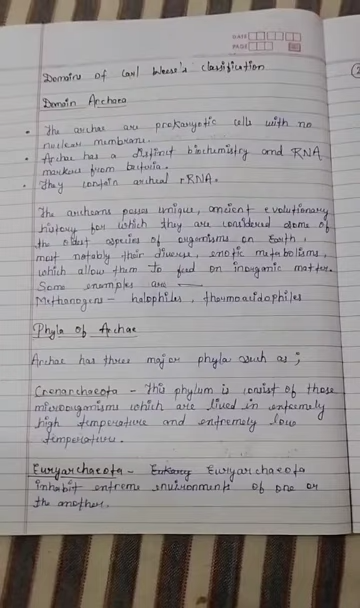 DATE
PAGE
Domains of Carl Woese's classification
Domain Archaea
• The archae are prokaryotic cells with no
nuclear membrane.
• Archae has a distinct biochemistry and RNA
markers from bacteria.
• They contain archeal rRNA.
The archeans posses unique, ancient evolutionary
history for which they are considered some of
the oldest species of organisms on Earth,
most notably their diverse, exotic metabolisms,
which allow them to feed on inorganic matter.
Some examples are —
Methanogens – halophiles, thermoacidophiles
Phyla of Archae
Archae has three major phyla such as ;
Crenarchaeota – This phylum is consist of those
microorganisms which are lived in extremely
high temperature and extremely low
temperature.
Euryarchaeota – Euryarchaeota
inhabit extreme environments of one or
the another.